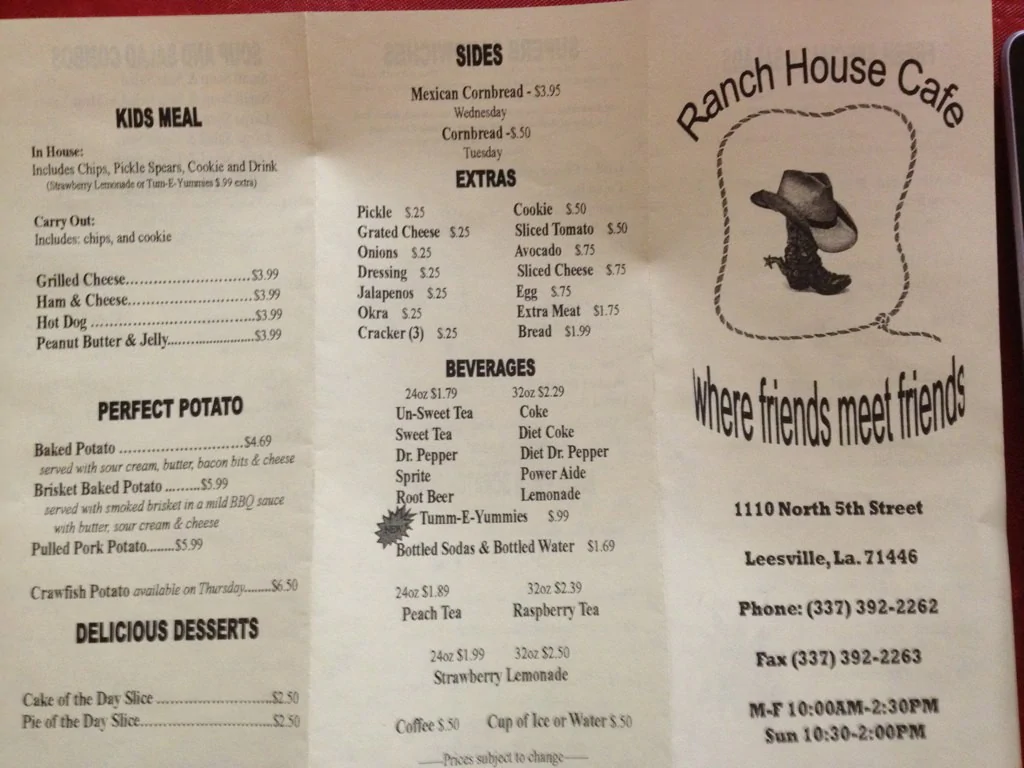 KIDS MEAL
In House:
Includes Chips, Pickle Spears, Cookie and Drink
(Strawberry Lemonade or Tum-E-Yummies $.99 extra)
Carry Out:
Includes: chips, and cookie
Grilled Cheese..............................$3.99
Ham & Cheese..............................$3.99
Hot Dog .......................................$3.99
Peanut Butter & Jelly.......................$3.99
PERFECT POTATO
Baked Potato ..............................$4.69
served with sour cream, butter, bacon bits & cheese
Brisket Baked Potato .........$5.99
served with smoked brisket in a mild BBQ sauce
with butter, sour cream & cheese
Pulled Pork Potato........$5.99
Crawfish Potato available on Thursday........$6.50
DELICIOUS DESSERTS
Cake of the Day Slice ..............................$2.50
Pie of the Day Slice.................................$2.50
SIDES
Mexican Cornbread - $3.95
Wednesday
Cornbread -$.50
Tuesday
EXTRAS
Pickle $.25 Cookie $.50
Grated Cheese $.25 Sliced Tomato $.50
Onions $.25 Avocado $.75
Dressing $.25 Sliced Cheese $.75
Jalapenos $.25 Egg $.75
Okra $.25 Extra Meat $1.75
Cracker (3) $.25 Bread $1.99
BEVERAGES
24oz $1.79 32oz $2.29
Un-Sweet Tea Coke
Sweet Tea Diet Coke
Dr. Pepper Diet Dr. Pepper
Sprite Power Aide
Root Beer Lemonade
Tumm-E-Yummies $.99
Bottled Sodas & Bottled Water $1.69
24oz $1.89 32oz $2.39
Peach Tea Raspberry Tea
24oz $1.99 32oz $2.50
Strawberry Lemonade
Coffee $.50 Cup of Ice or Water $.50
-----Prices subject to change-----
Ranch House Cafe
where friends meet friends
1110 North 5th Street
Leesville, La. 71446
Phone: (337) 392-2262
Fax (337) 392-2263
M-F 10:00AM-2:30PM
Sun 10:30-2:00PM